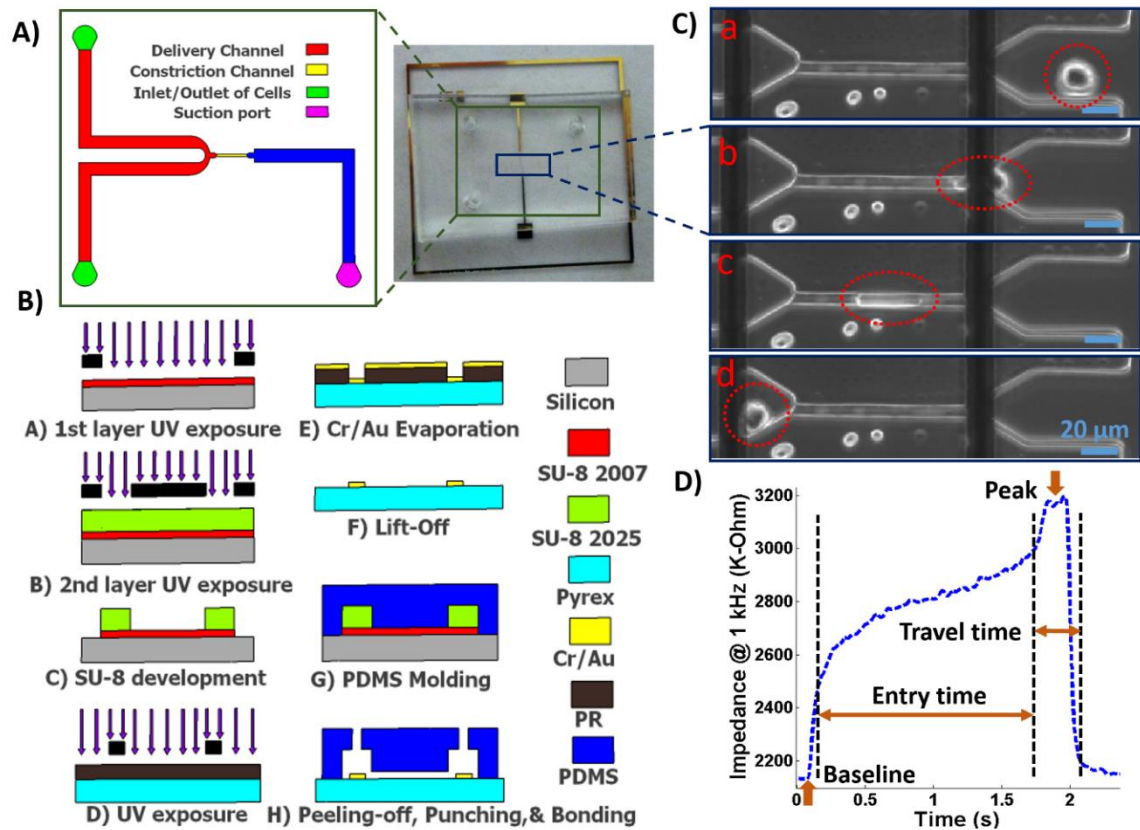 A)
Delivery Channel
Constriction Channel
Inlet/Outlet of Cells
Suction port
B)
A) 1st layer UV exposure
B) 2nd layer UV exposure
C) SU-8 development
D) UV exposure
E) Cr/Au Evaporation
F) Lift-Off
G) PDMS Molding
H) Peeling-off, Punching,& Bonding
Silicon
SU-8 2007
SU-8 2025
Pyrex
Cr/Au
PR
PDMS
C)
a
b
c
d
20 µm
D)
Impedance @ 1 kHz (K-Ohm)
3200
3000
2800
2600
2400
2200
Peak
Travel time
Entry time
Baseline
0 0.5 1 1.5 2
Time (s)